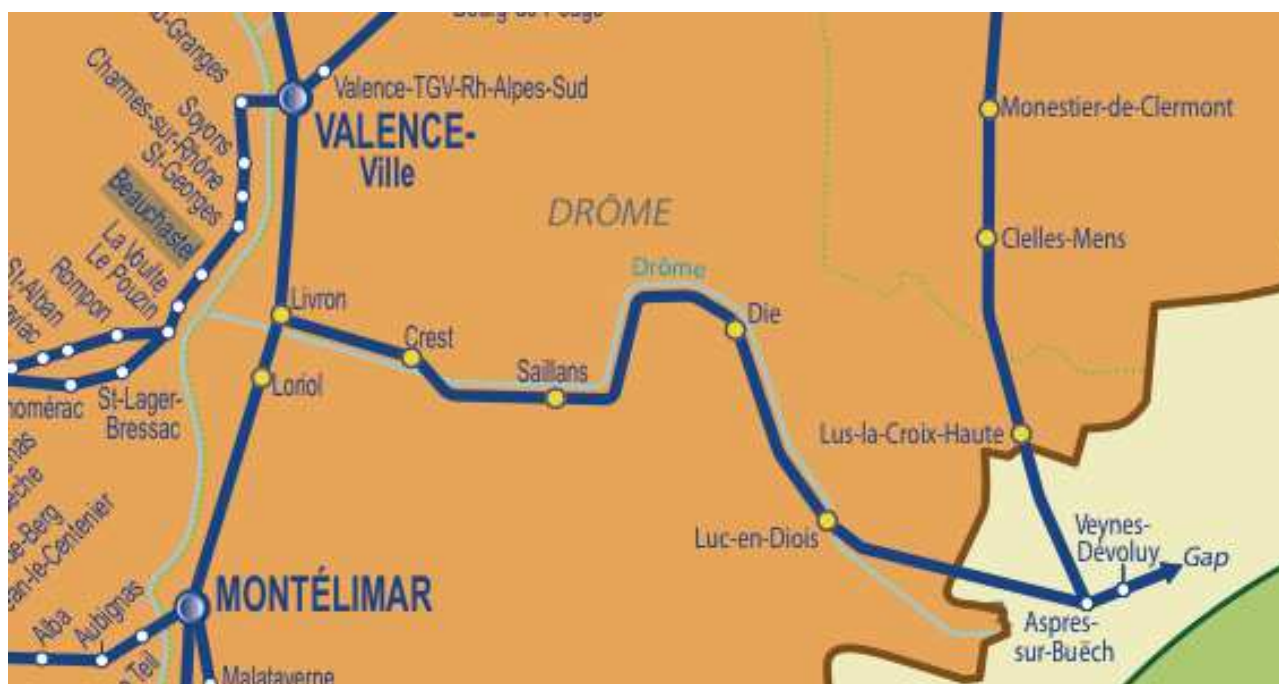 Valence-TGV-Rh-Alpes-Sud
VALENCE-
Ville
Soyons
Charmes-sur-Rhône
St-Georges
Beauchastel
La Voulte
Le Pouzin
Rompon
St-Alban
St-Lager-
Bressac
Livron
Loriol
Crest
Saillans
DRÔME
Drôme
Die
Luc-en-Diois
Monestier-de-Clermont
Clelles-Mens
Lus-la-Croix-Haute
Veynes-
Dévoluy
Gap
Aspres-
sur-Buëch
MONTÉLIMAR
Alba
Aubignas
Teil
Malataverne